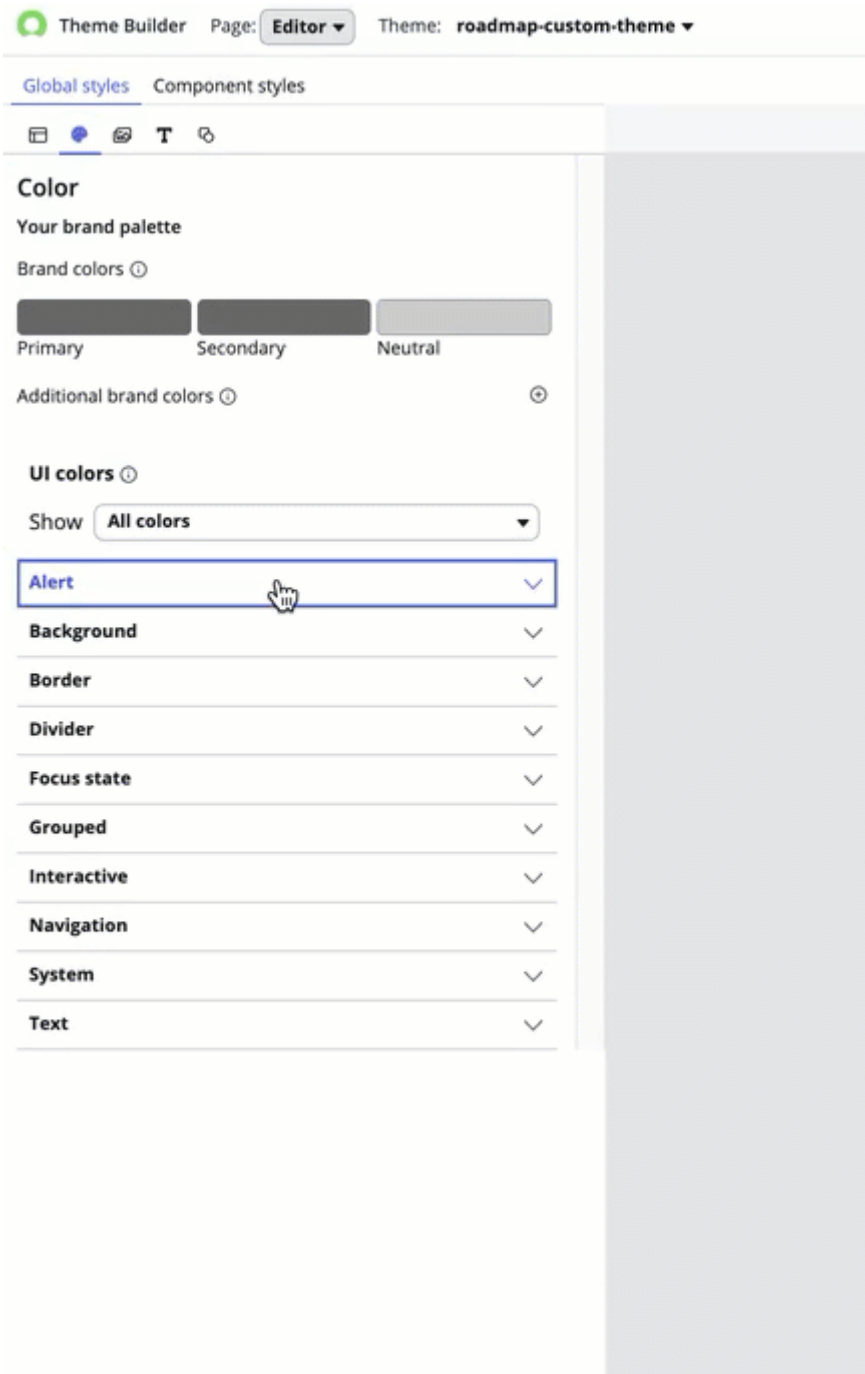 Theme Builder Page: Editor Theme: roadmap-custom-theme
Global styles Component styles
T
Color
Your brand palette
Brand colors
Primary Secondary Neutral
Additional brand colors
UI colors
Show All colors
Alert
Background
Border
Divider
Focus state
Grouped
Interactive
Navigation
System
Text